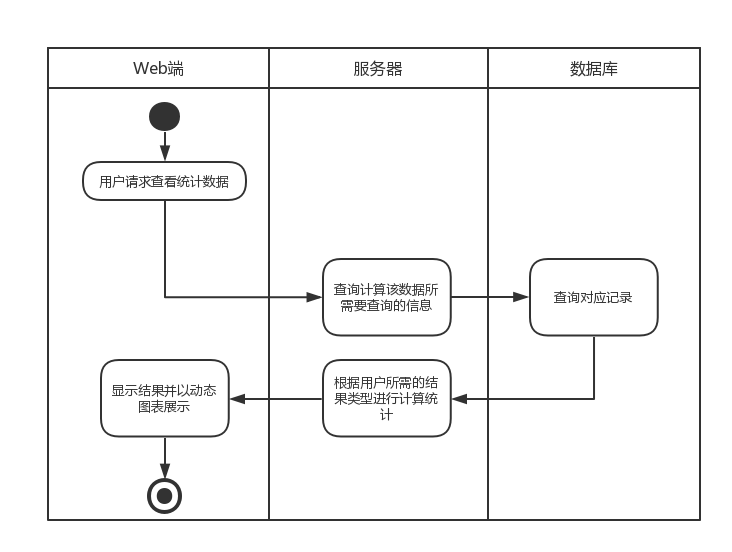 Web端
服务器
数据库
用户请求查看统计数据
查询计算该数据所
需要查询的信息
查询对应记录
显示结果并以动态
图表展示
根据用户所需的结
果类型进行计算统
计